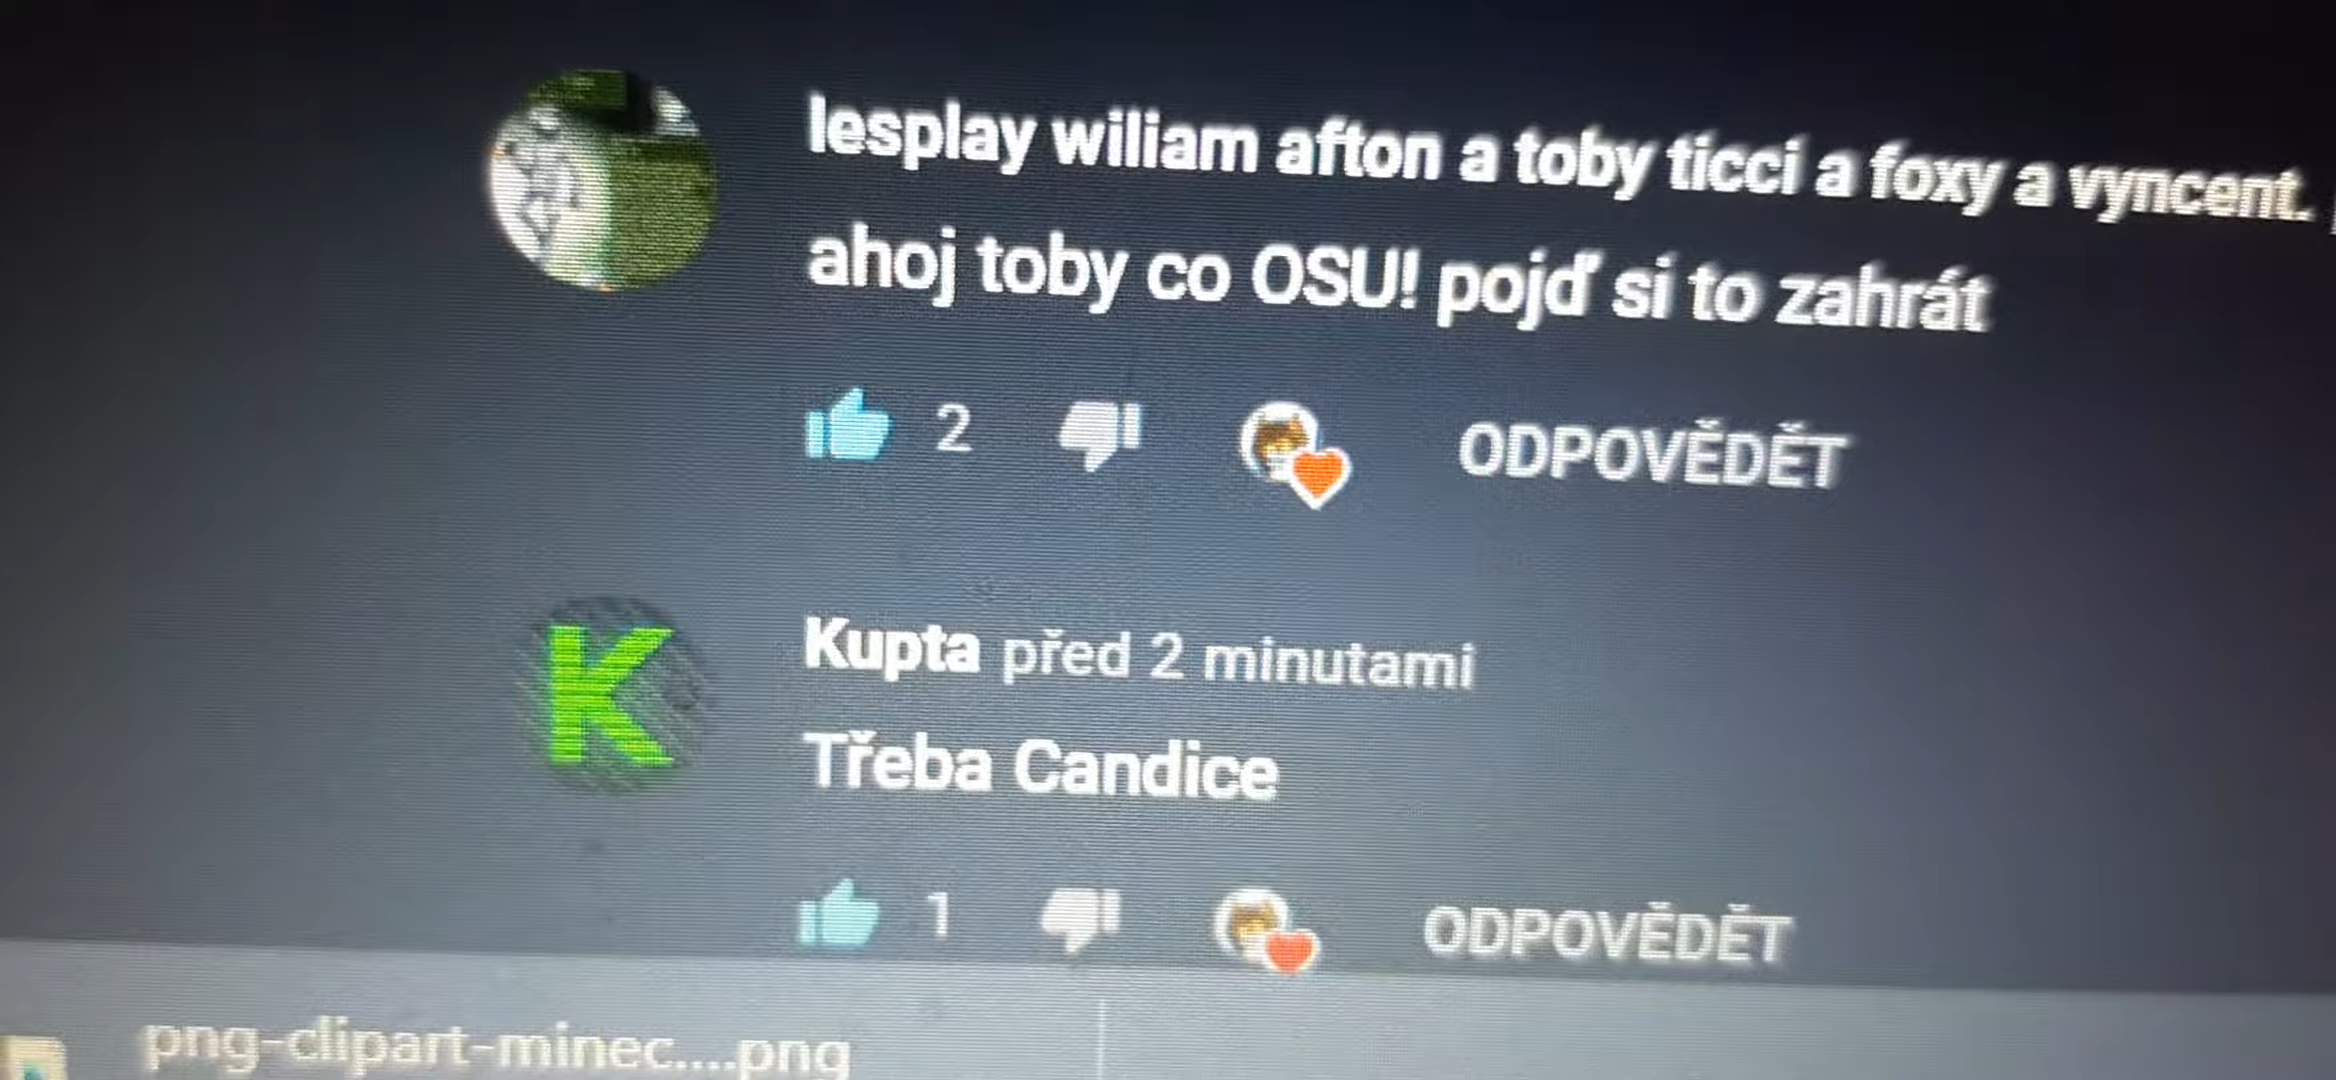 lesplay wiliam afton a toby ticci a foxy a vyncent.
ahoj toby co OSU! pojď si to zahrát
2
ODPOVĚDĚT
K
Kupta před 2 minutami
Třeba Candice
1
ODPOVĚDĚT
png-clipart-minec....png